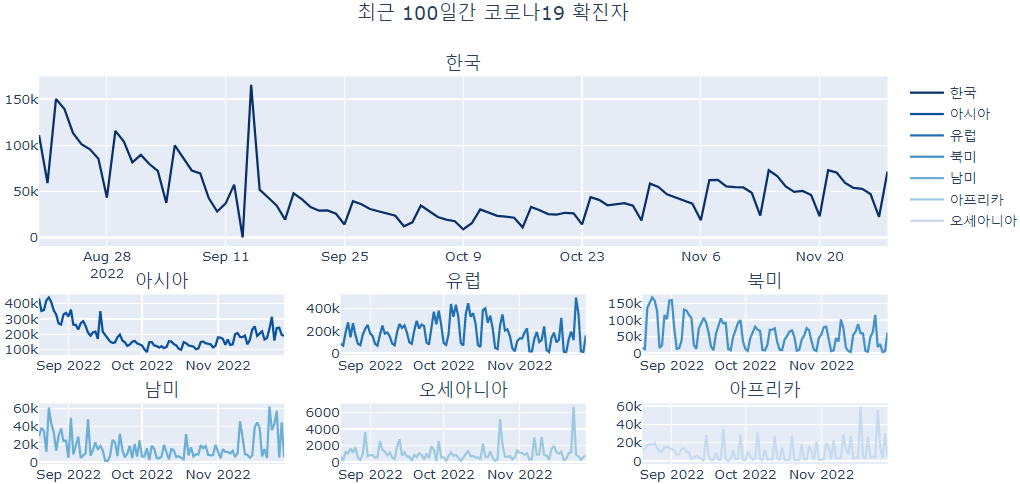 최근 100일간 코로나19 확진자
한국
150k
100k
50k
0
Aug 28
2022
Sep 11
Sep 25
Oct 9
Oct 23
Nov 6
Nov 20
한국
아시아
유럽
북미
남미
아프리카
오세아니아
아시아
400k
300k
200k
100k
Sep 2022
Oct 2022
Nov 2022
유럽
400k
200k
0
Sep 2022
Oct 2022
Nov 2022
북미
150k
100k
50k
0
Sep 2022
Oct 2022
Nov 2022
남미
60k
40k
20k
0
Sep 2022
Oct 2022
Nov 2022
오세아니아
6000
4000
2000
0
Sep 2022
Oct 2022
Nov 2022
아프리카
60k
40k
20k
0
Sep 2022
Oct 2022
Nov 2022